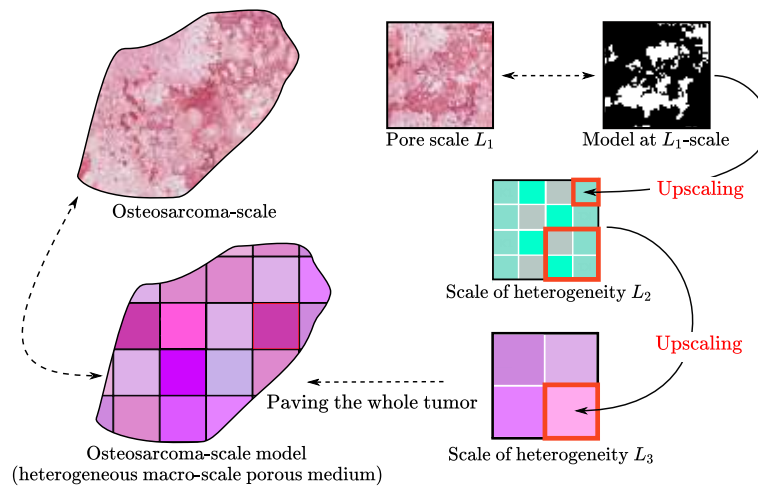 Pore scale L₁
Model at L₁-scale
Upscaling
Osteosarcoma-scale
Scale of heterogeneity L₂
Upscaling
Paving the whole tumor
Osteosarcoma-scale model
(heterogeneous macro-scale porous medium)
Scale of heterogeneity L₃